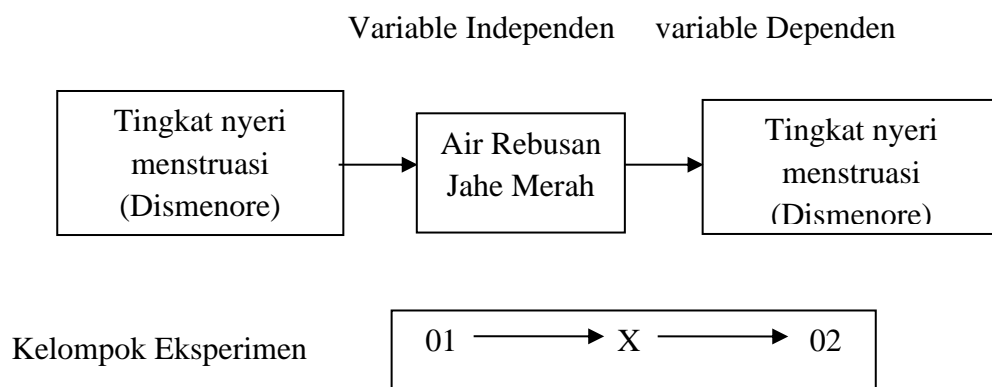 Variable Independen variable Dependen
Tingkat nyeri
menstruasi
(Dismenore)
Air Rebusan
Jahe Merah
Tingkat nyeri
menstruasi
(Dismenore)
Kelompok Eksperimen
01 X 02